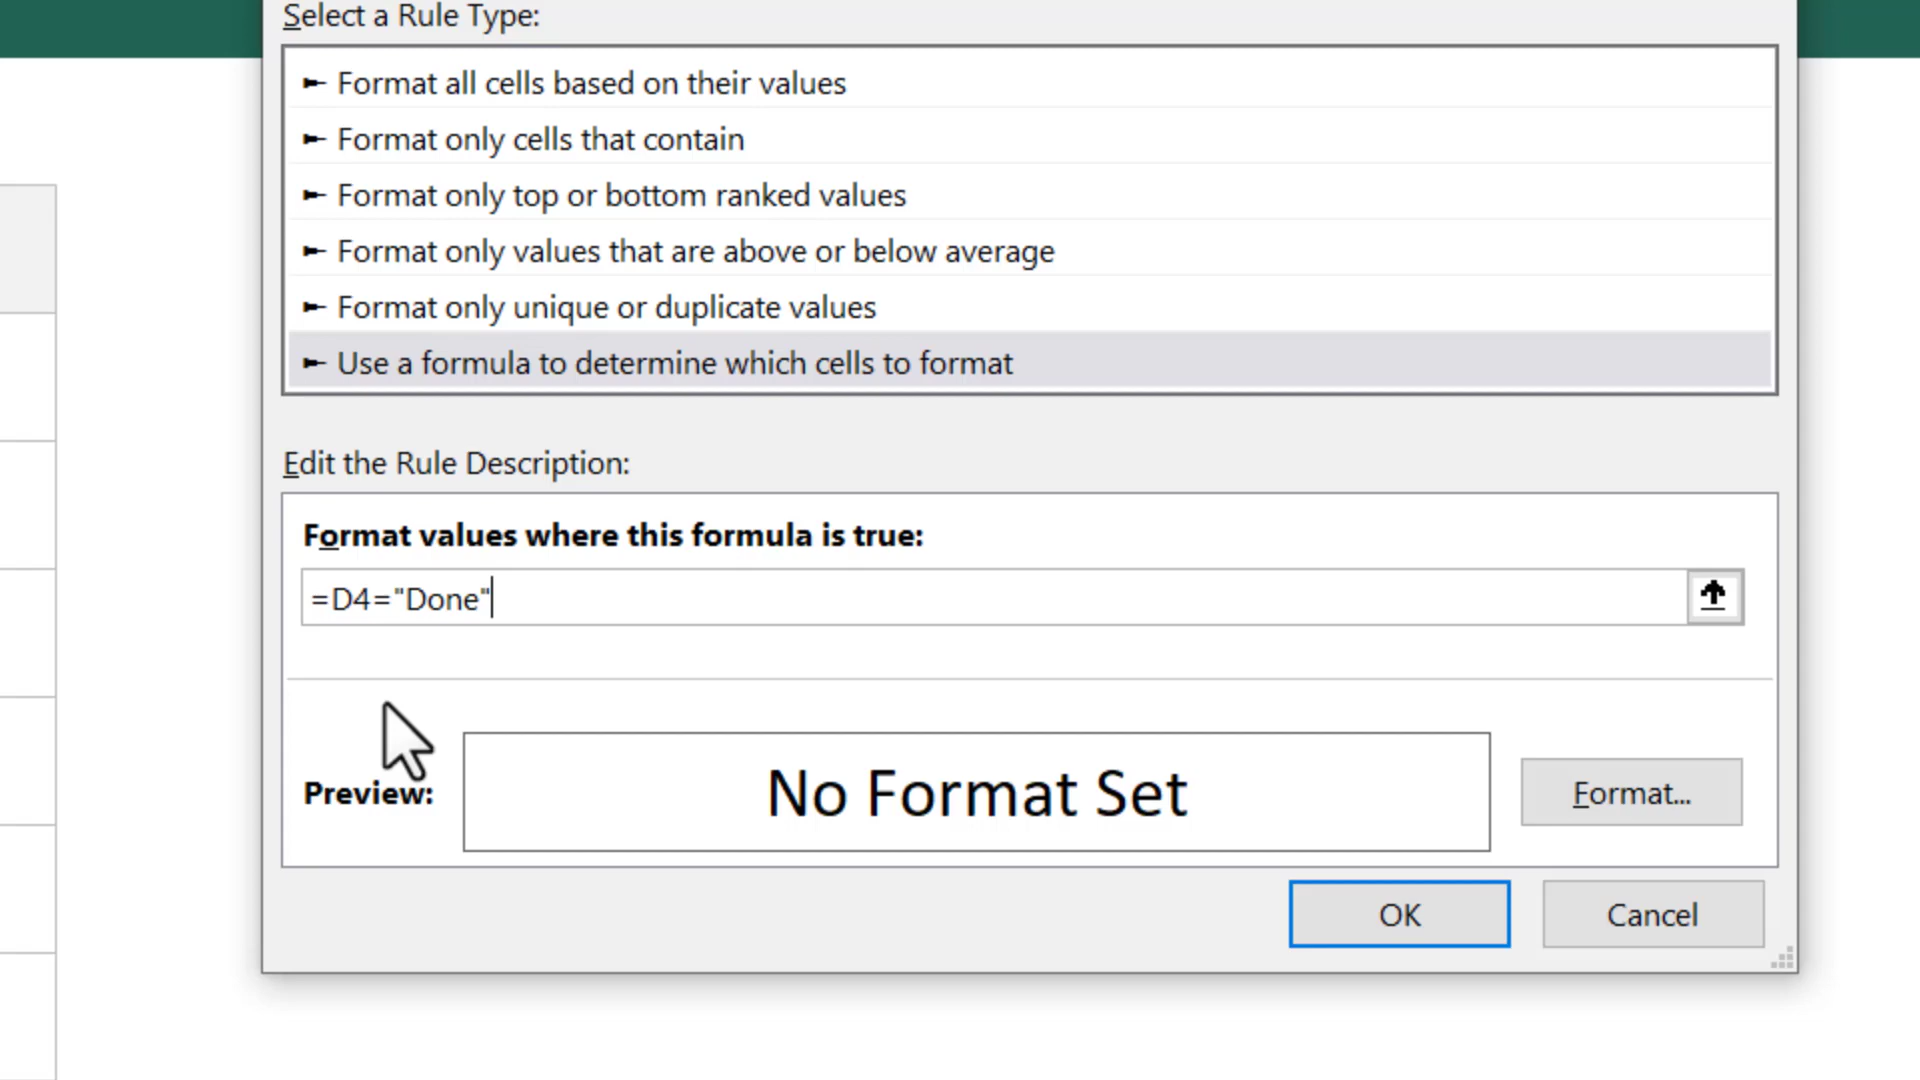 Select a Rule Type:
► Format all cells based on their values
► Format only cells that contain
► Format only top or bottom ranked values
► Format only values that are above or below average
► Format only unique or duplicate values
► Use a formula to determine which cells to format
Edit the Rule Description:
Format values where this formula is true:
=D4="Done"
Preview:
No Format Set
Format...
OK
Cancel